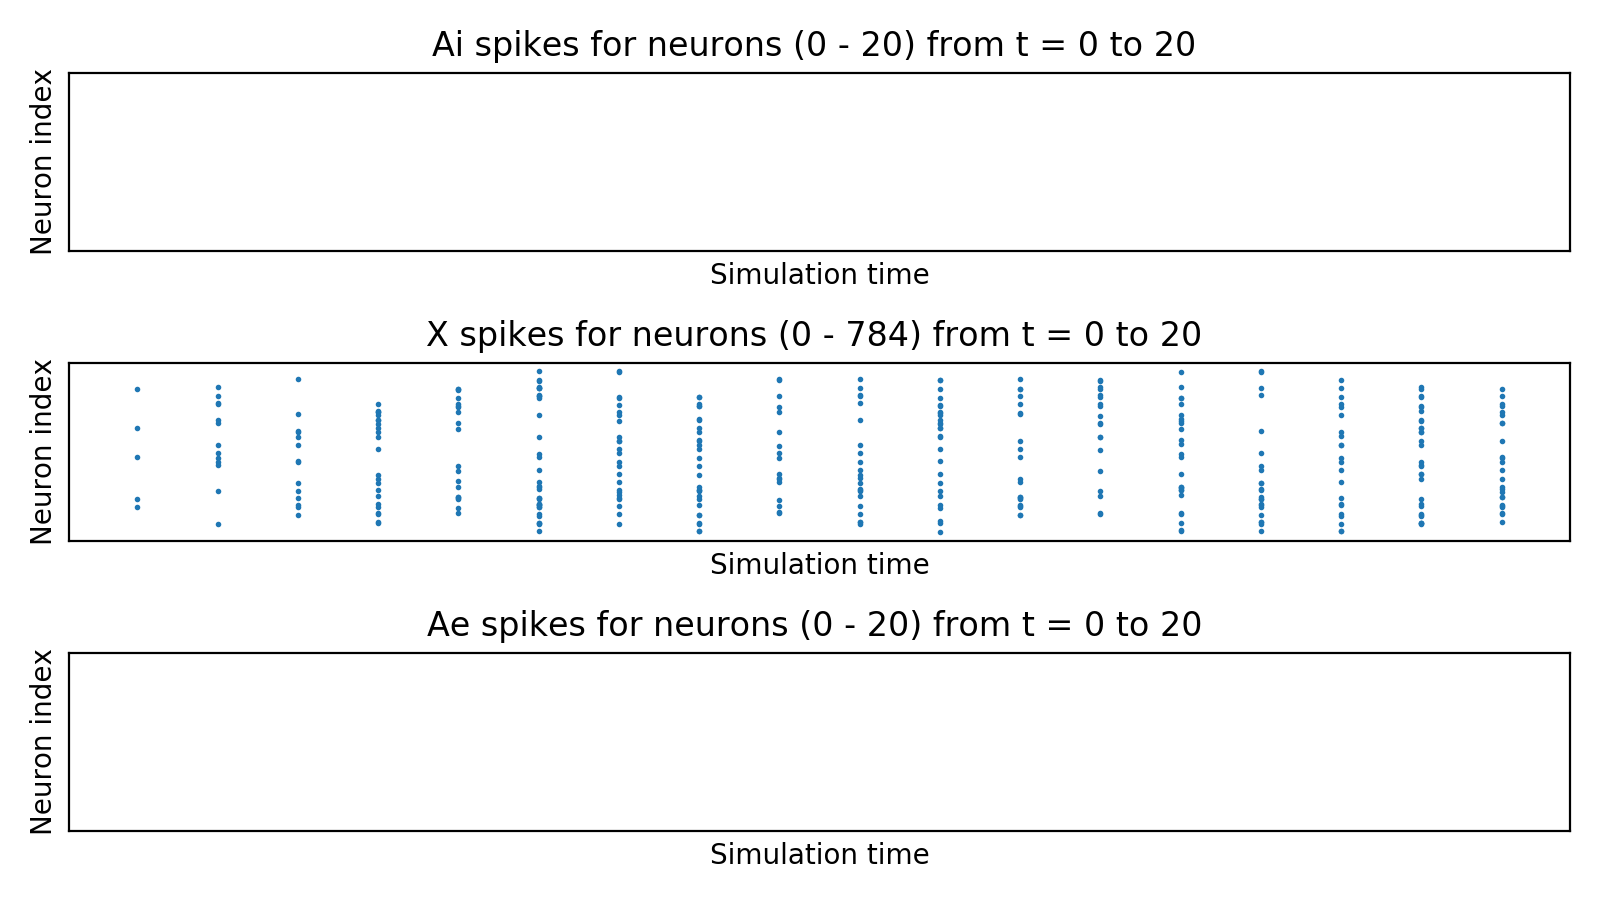 Ai spikes for neurons (0 - 20) from t = 0 to 20
Neuron index
Simulation time
X spikes for neurons (0 - 784) from t = 0 to 20
Neuron index
Simulation time
Ae spikes for neurons (0 - 20) from t = 0 to 20
Neuron index
Simulation time